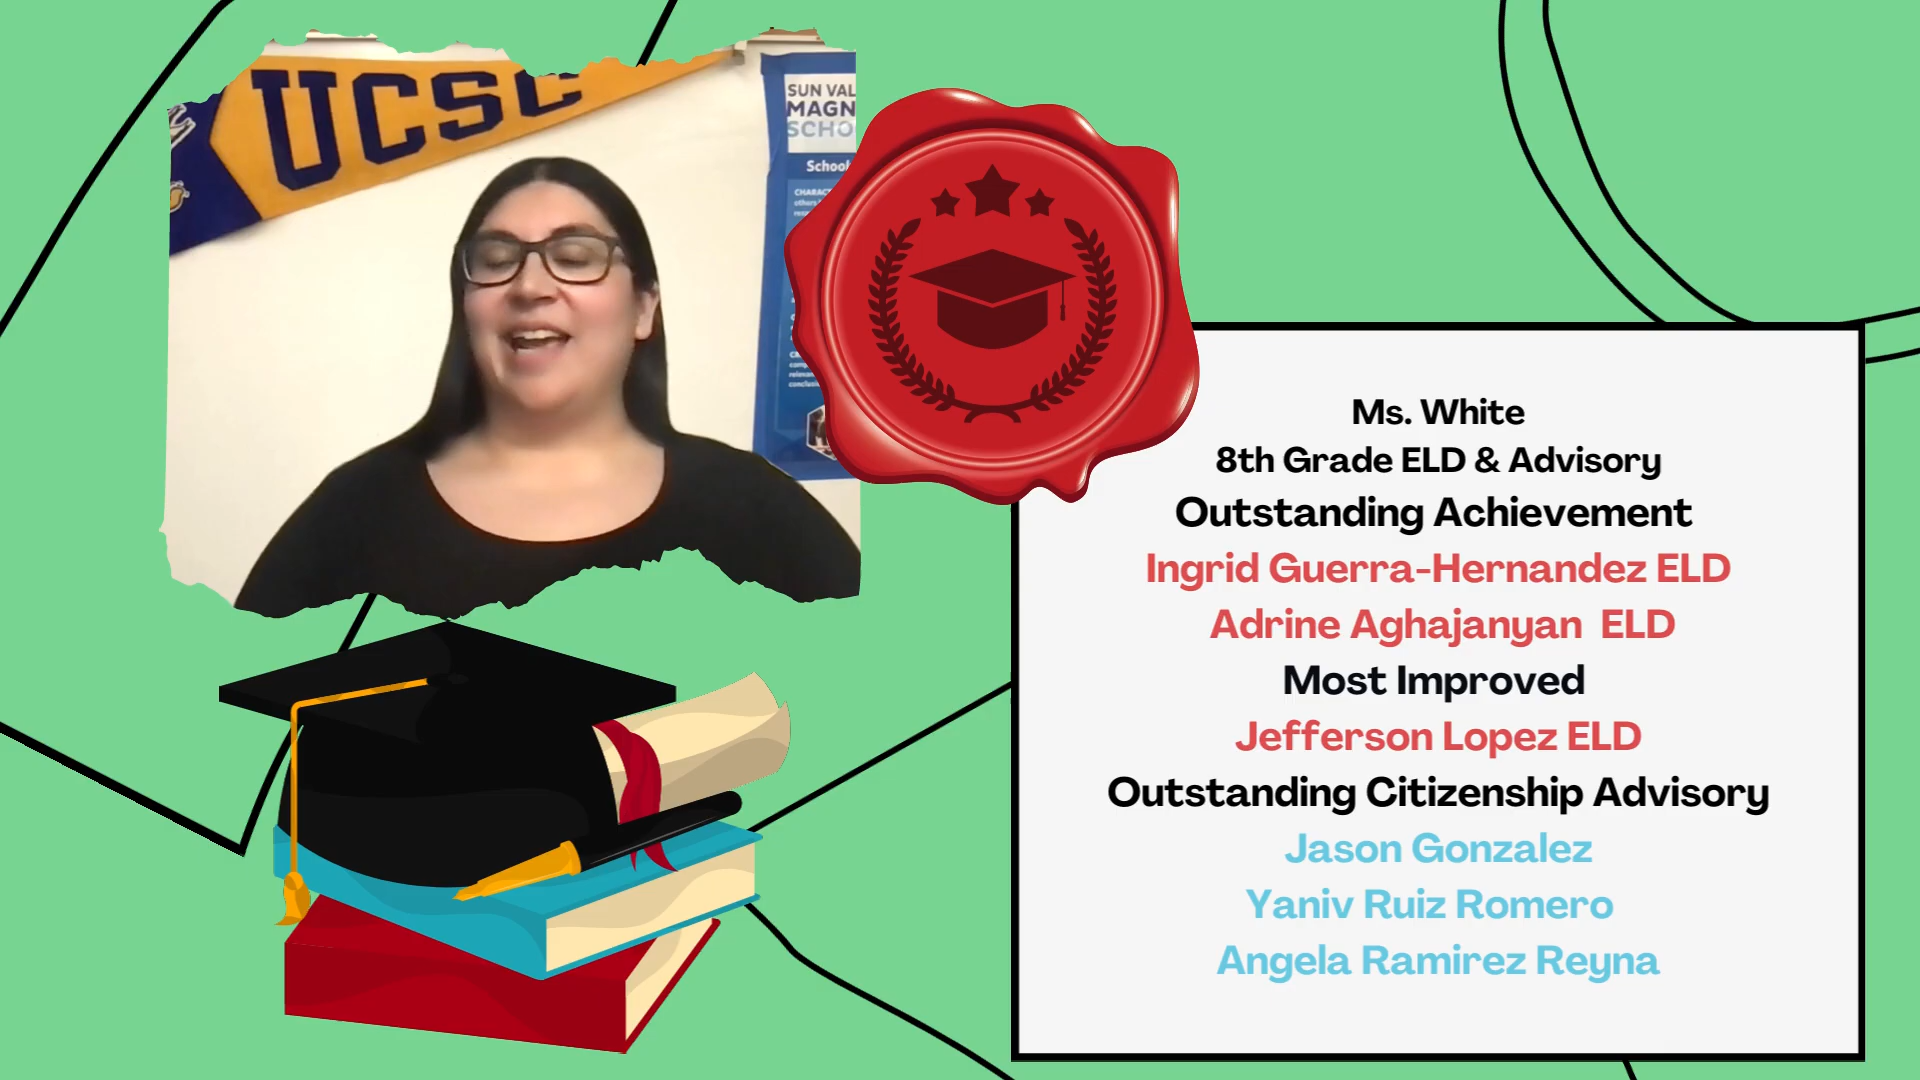 UCSC
SUN VAL
MAGN
SCHO
School
Ms. White
8th Grade ELD & Advisory
Outstanding Achievement
Ingrid Guerra-Hernandez ELD
Adrine Aghajanyan ELD
Most Improved
Jefferson Lopez ELD
Outstanding Citizenship Advisory
Jason Gonzalez
Yaniv Ruiz Romero
Angela Ramirez Reyna